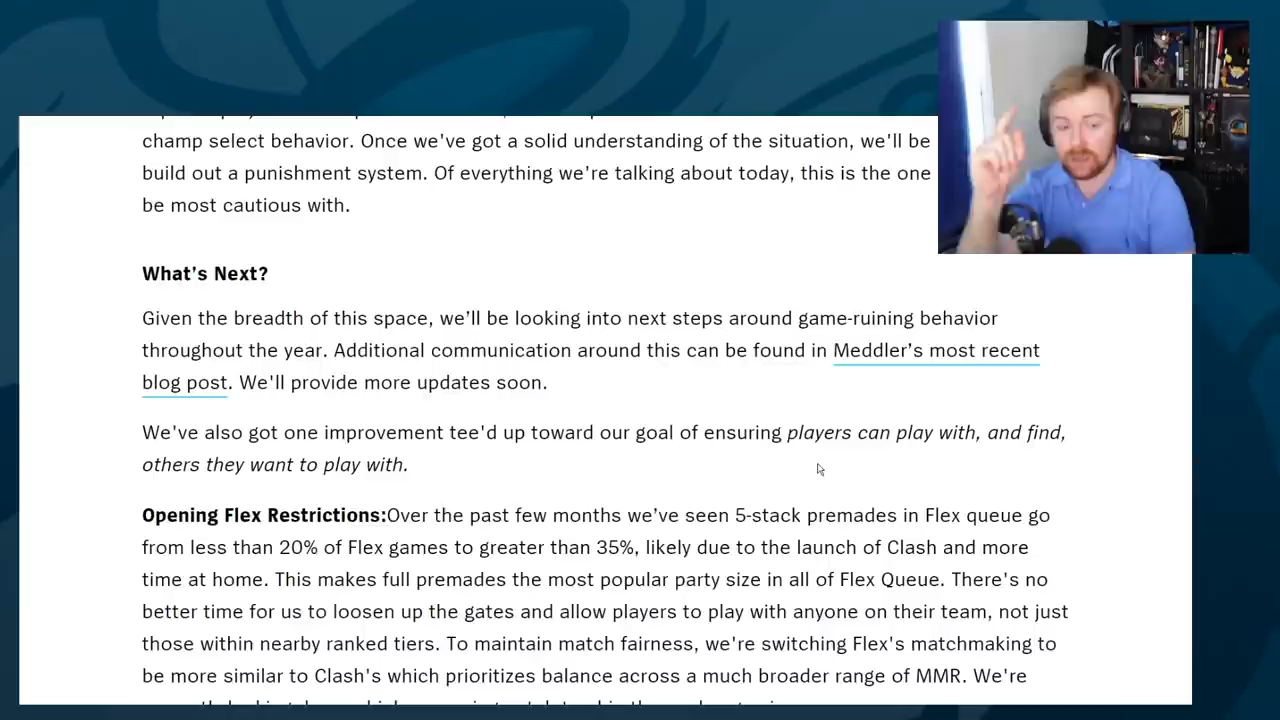 champ select behavior. Once we've got a solid understanding of the situation, we'll be
build out a punishment system. Of everything we're talking about today, this is the one
be most cautious with.
What's Next?
Given the breadth of this space, we'll be looking into next steps around game-ruining behavior
throughout the year. Additional communication around this can be found in Meddler's most recent
blog post. We'll provide more updates soon.
We've also got one improvement tee'd up toward our goal of ensuring players can play with, and find,
others they want to play with.
Opening Flex Restrictions:Over the past few months we've seen 5-stack premades in Flex queue go
from less than 20% of Flex games to greater than 35%, likely due to the launch of Clash and more
time at home. This makes full premades the most popular party size in all of Flex Queue. There's no
better time for us to loosen up the gates and allow players to play with anyone on their team, not just
those within nearby ranked tiers. To maintain match fairness, we're switching Flex's matchmaking to
be more similar to Clash's which prioritizes balance across a much broader range of MMR. We're